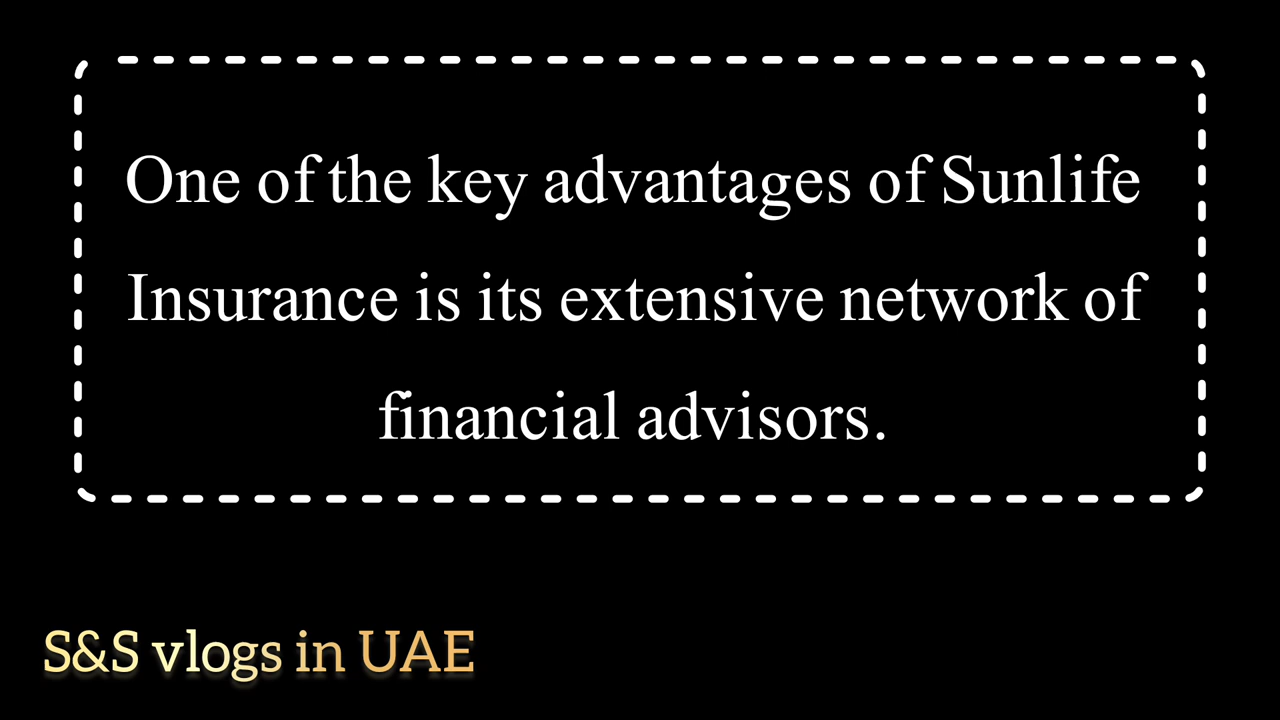 One of the key advantages of Sunlife
Insurance is its extensive network of
financial advisors.
S&S vlogs in UAE